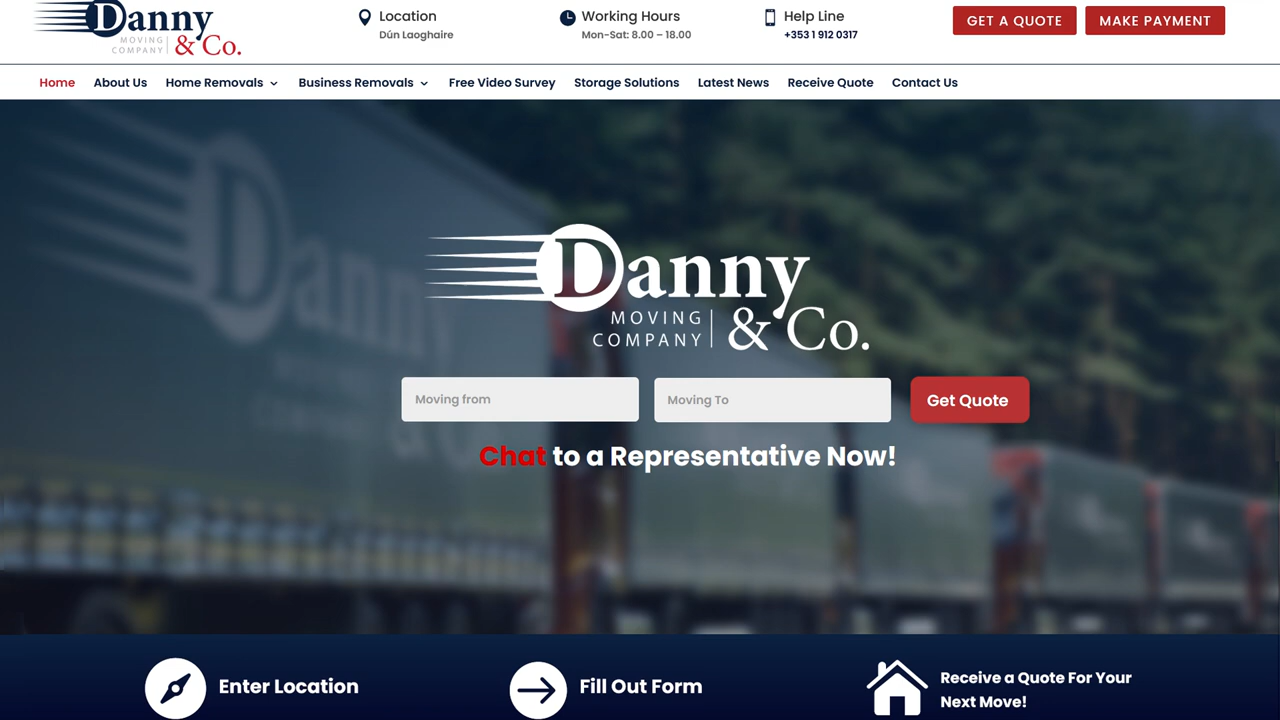 Danny
MOVING
COMPANY
& Co.
Location
Dún Laoghaire
Working Hours
Mon-Sat: 8.00 – 18.00
Help Line
+353 1 912 0317
GET A QUOTE
MAKE PAYMENT
Home
About Us
Home Removals
Business Removals
Free Video Survey
Storage Solutions
Latest News
Receive Quote
Contact Us
Danny
Danny
MOVING
COMPANY
& Co.
Moving from
Moving To
Get Quote
Chat to a Representative Now!
Enter Location
Fill Out Form
Receive a Quote For Your
Next Move!